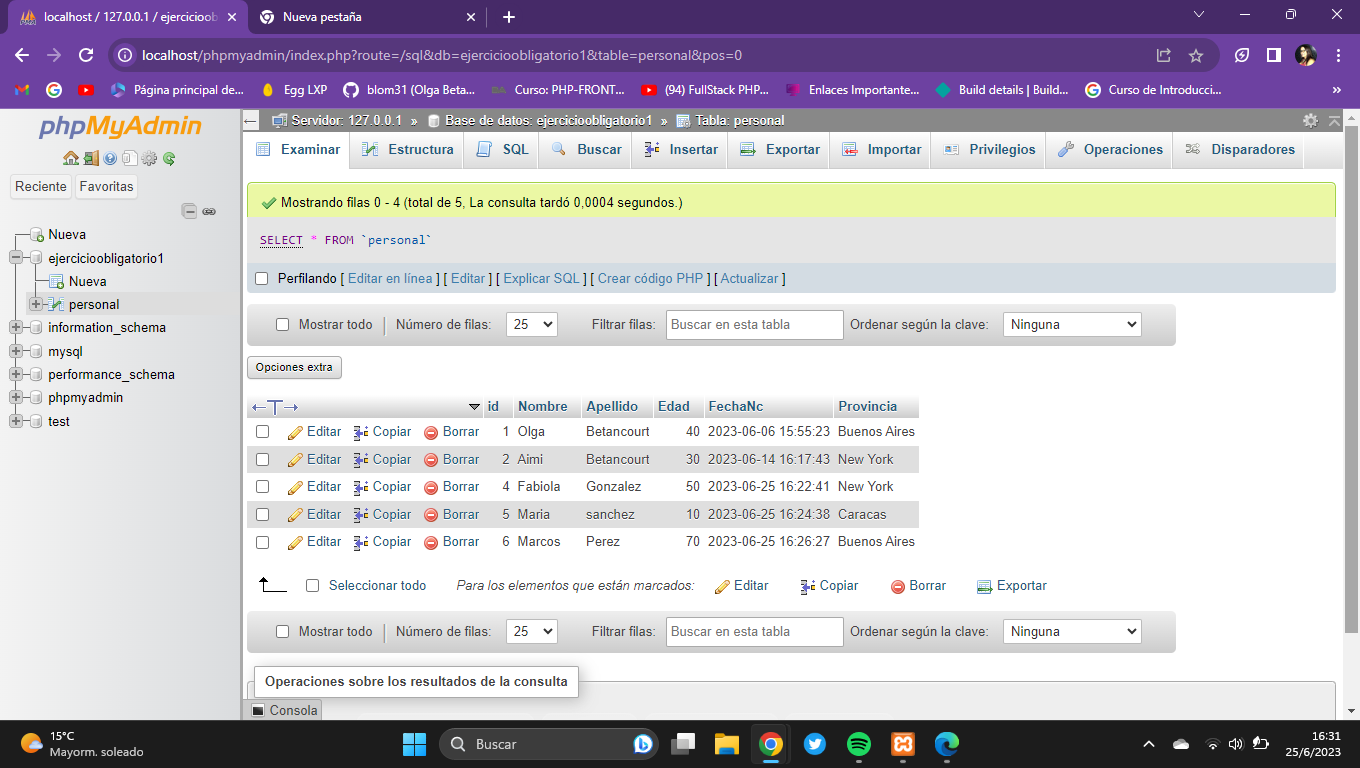 localhost / 127.0.0.1 / ejercicioob
Nueva pestaña
localhost/phpmyadmin/index.php?route=/sql&db=ejercicioobligatorio1&table=personal&pos=0
Página principal de... Egg LXP blom31 (Olga Beta... Curso: PHP-FRONT... (94) FullStack PHP... Enlaces Importante... Build details | Build... Curso de Introducci... »
phpMyAdmin
Reciente Favoritas
Nueva
ejercicioobligatorio1
Nueva
personal
information_schema
mysql
performance_schema
phpmyadmin
test
Servidor: 127.0.0.1 » Base de datos: ejercicioobligatorio1 » Tabla: personal
Examinar Estructura SQL Buscar Insertar Exportar Importar Privilegios Operaciones Disparadores
Mostrando filas 0 - 4 (total de 5, La consulta tardó 0,0004 segundos.)
SELECT * FROM `personal`
Perfilando [ Editar en línea ] [ Editar ] [ Explicar SQL ] [ Crear código PHP ] [ Actualizar ]
Mostrar todo Número de filas: 25 Filtrar filas: Buscar en esta tabla Ordenar según la clave: Ninguna
Opciones extra
←T→ id Nombre Apellido Edad FechaNc Provincia
Editar Copiar Borrar 1 Olga Betancourt 40 2023-06-06 15:55:23 Buenos Aires
Editar Copiar Borrar 2 Aimi Betancourt 30 2023-06-14 16:17:43 New York
Editar Copiar Borrar 4 Fabiola Gonzalez 50 2023-06-25 16:22:41 New York
Editar Copiar Borrar 5 Maria sanchez 10 2023-06-25 16:24:38 Caracas
Editar Copiar Borrar 6 Marcos Perez 70 2023-06-25 16:26:27 Buenos Aires
Seleccionar todo Para los elementos que están marcados: Editar Copiar Borrar Exportar
Mostrar todo Número de filas: 25 Filtrar filas: Buscar en esta tabla Ordenar según la clave: Ninguna
Operaciones sobre los resultados de la consulta
Consola
15°C
Mayorm. soleado
Buscar
16:31
25/6/2023